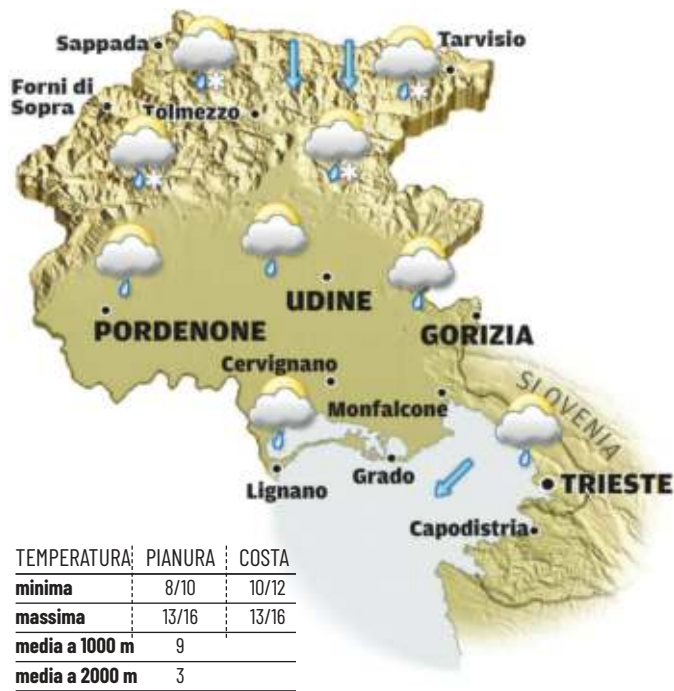 Sappada
Tarvisio
Forni di
Sopra
Tolmezzo
UDINE
PORDENONE
GORIZIA
Cervignano
SLOVENIA
Monfalcone
Grado
Lignano
TRIESTE
Capodistria
TEMPERATURA PIANURA COSTA
minima 8/10 10/12
massima 13/16 13/16
media a 1000 m 9
media a 2000 m 3